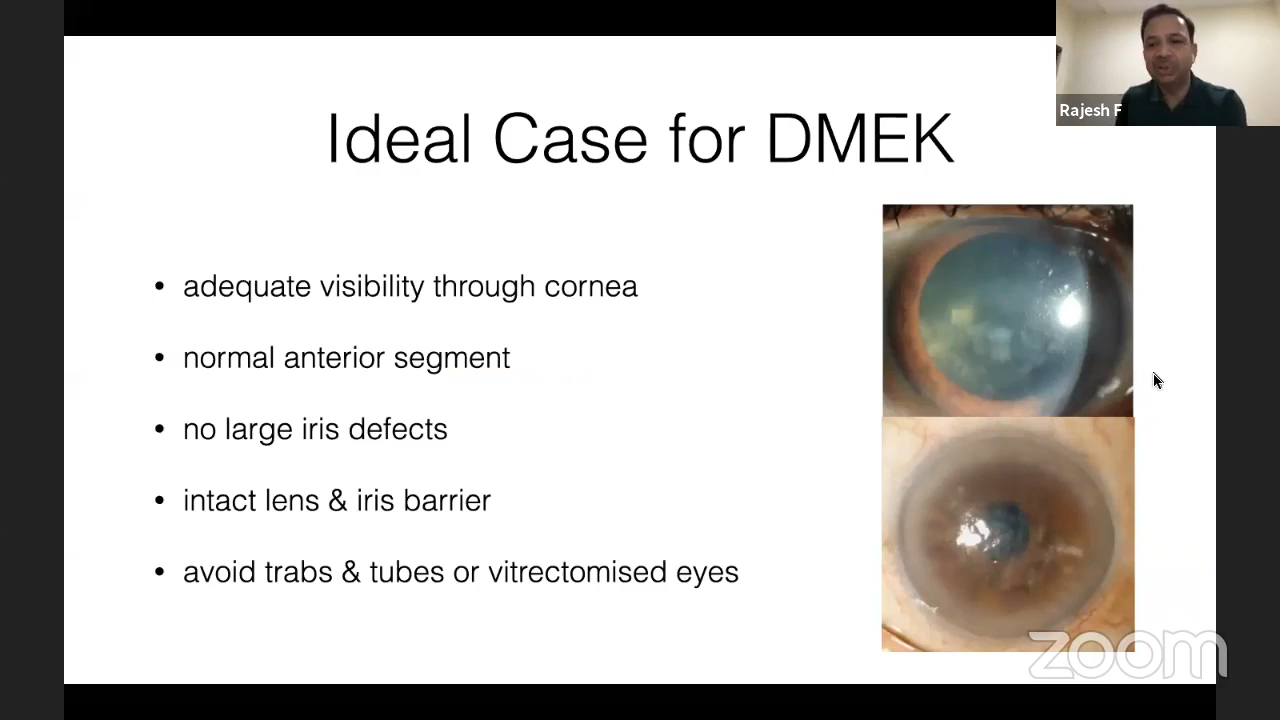 Rajesh F
Ideal Case for DMEK
• adequate visibility through cornea
• normal anterior segment
• no large iris defects
• intact lens & iris barrier
• avoid trabs & tubes or vitrectomised eyes
zoom